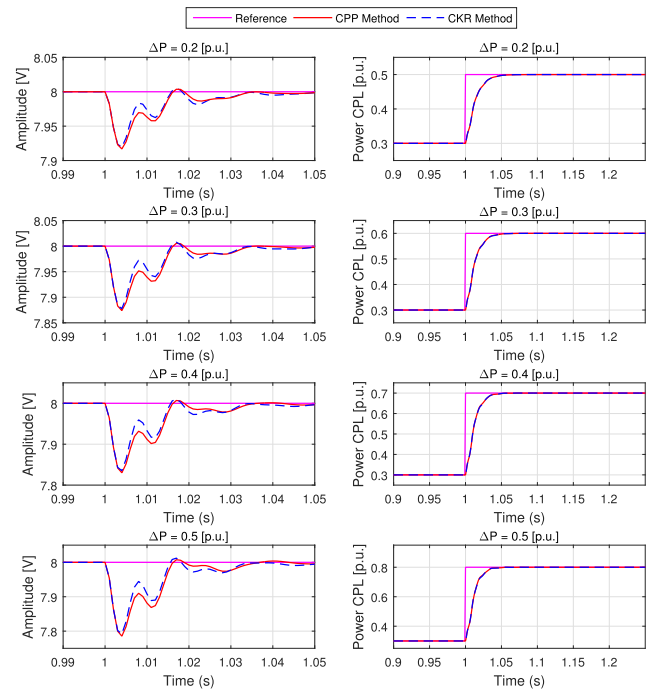 Reference CPP Method CKR Method
ΔP = 0.2 [p.u.]
Amplitude [V]
8.05
8
7.95
7.9
0.99 1 1.01 1.02 1.03 1.04 1.05
Time (s)
ΔP = 0.2 [p.u.]
Power CPL [p.u.]
0.5
0.4
0.3
0.9 0.95 1 1.05 1.1 1.15 1.2
Time (s)
ΔP = 0.3 [p.u.]
Amplitude [V]
8.05
8
7.95
7.9
7.85
0.99 1 1.01 1.02 1.03 1.04 1.05
Time (s)
ΔP = 0.3 [p.u.]
Power CPL [p.u.]
0.6
0.5
0.4
0.3
0.9 0.95 1 1.05 1.1 1.15 1.2
Time (s)
ΔP = 0.4 [p.u.]
Amplitude [V]
8
7.9
7.8
0.99 1 1.01 1.02 1.03 1.04 1.05
Time (s)
ΔP = 0.4 [p.u.]
Power CPL [p.u.]
0.7
0.6
0.5
0.4
0.3
0.9 0.95 1 1.05 1.1 1.15 1.2
Time (s)
ΔP = 0.5 [p.u.]
Amplitude [V]
8
7.9
7.8
0.99 1 1.01 1.02 1.03 1.04 1.05
Time (s)
ΔP = 0.5 [p.u.]
Power CPL [p.u.]
0.8
0.6
0.4
0.9 0.95 1 1.05 1.1 1.15 1.2
Time (s)